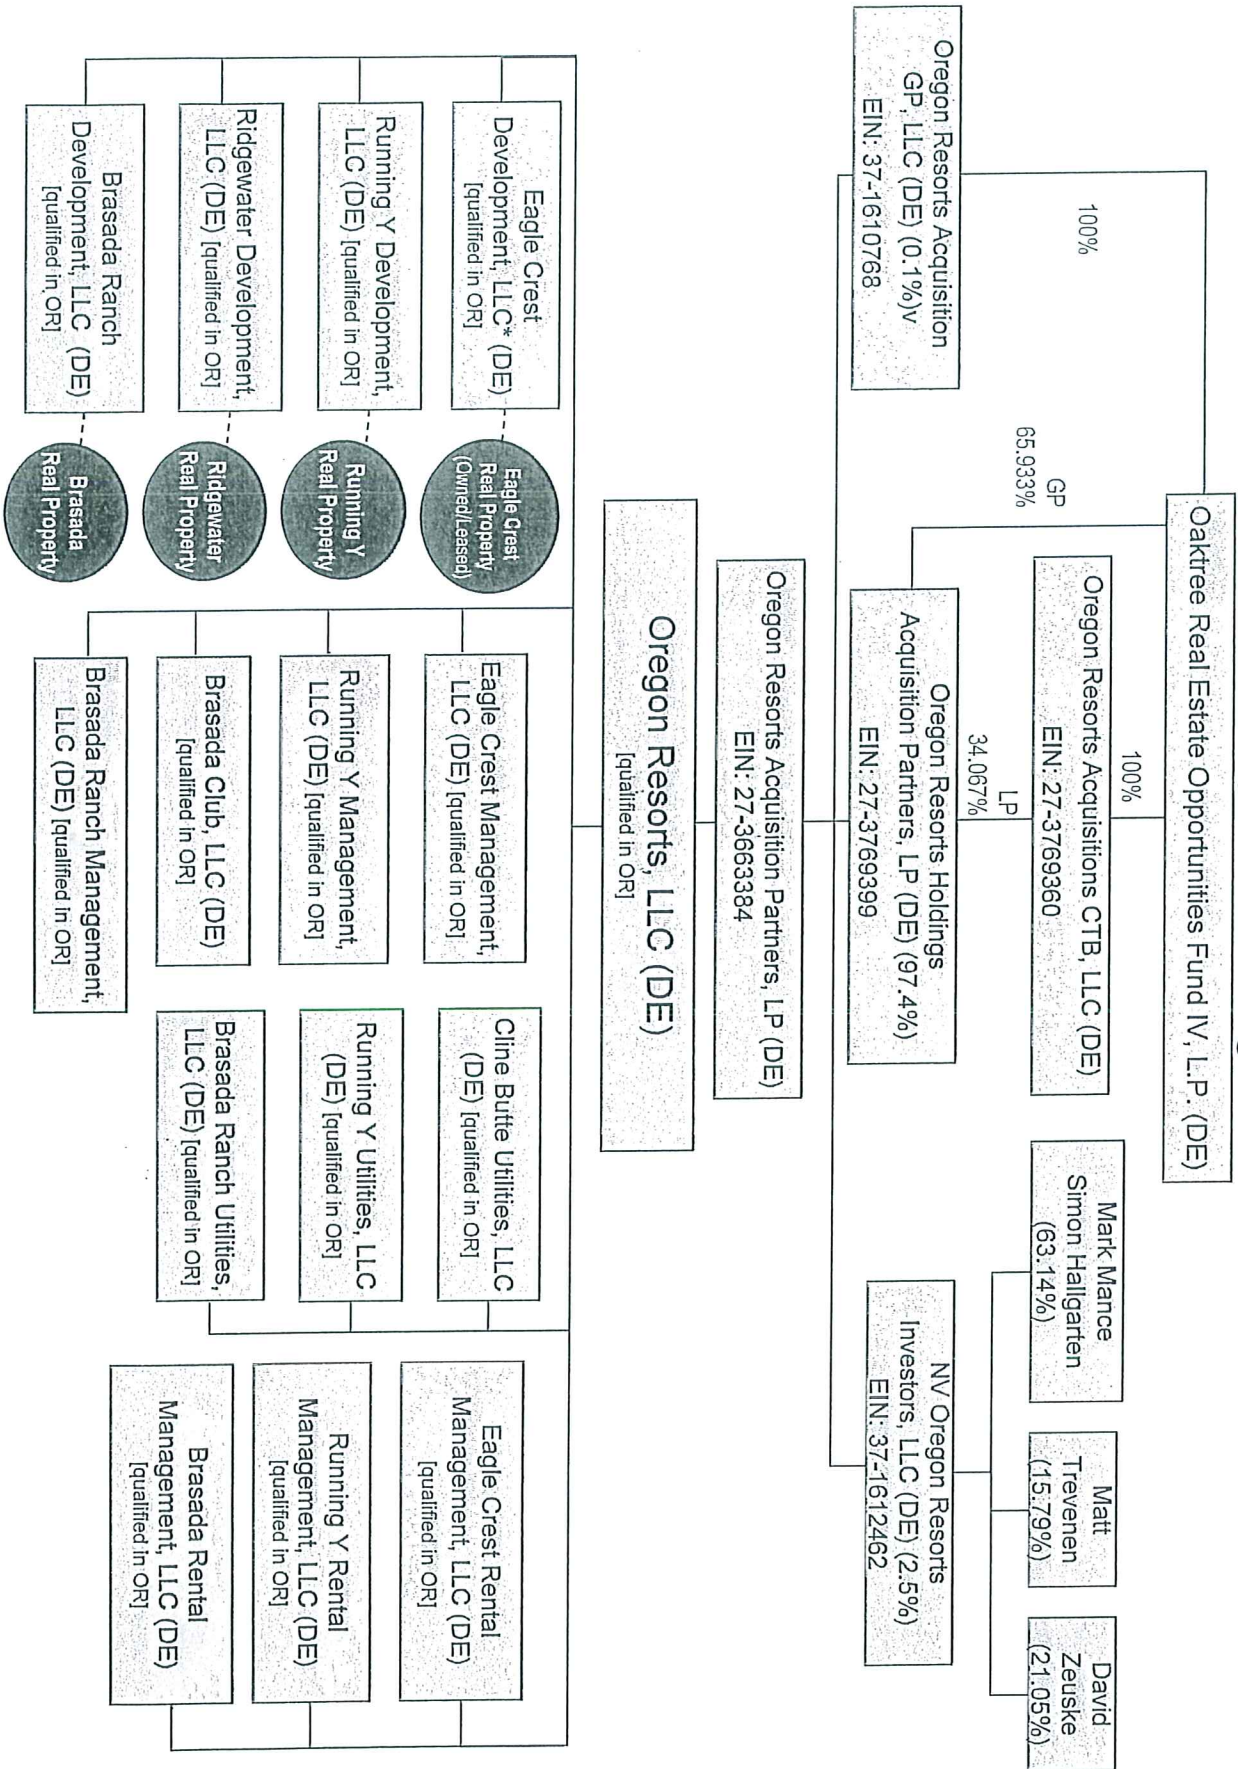 Oaktree Real Estate Opportunities Fund IV, L.P. (DE)
100%
GP
65.933%
100%
Oregon Resorts Acquisitions CTB, LLC (DE)
EIN: 27-3769360
LP
34.067%
Mark Mance
Simon Hallgarten
(63.14%)
Matt
Trevenen
(15.79%)
David
Zeuske
(21.05%)
Oregon Resorts Acquisition
GP, LLC (DE) (0.1%)v
EIN: 37-1610768
Oregon Resorts Holdings
Acquisition Partners, LP (DE) (97.4%)
EIN: 27-3769399
NV Oregon Resorts
Investors, LLC (DE) (2.5%)
EIN: 37-1612462
Oregon Resorts Acquisition Partners, LP (DE)
EIN: 27-3663384
Oregon Resorts, LLC (DE)
[qualified in OR]
Eagle Crest
Development, LLC* (DE)
[qualified in OR]
Eagle Crest
Real Property
(Owned/Leased)
Running Y Development,
LLC (DE) [qualified in OR]
Running Y
Real Property
Ridgewater Development,
LLC (DE) [qualified in OR]
Ridgewater
Real Property
Brasada Ranch
Development, LLC (DE)
[qualified in OR]
Brasada
Real Property
Eagle Crest Management,
LLC (DE) [qualified in OR]
Running Y Management,
LLC (DE) [qualified in OR]
Brasada Club, LLC (DE)
[qualified in OR]
Brasada Ranch Management,
LLC (DE) [qualified in OR]
Cline Butte Utilities, LLC
(DE) [qualified in OR]
Running Y Utilities, LLC
(DE) [qualified in OR]
Brasada Ranch Utilities,
LLC (DE) [qualified in OR]
Eagle Crest Rental
Management, LLC (DE)
[qualified in OR]
Running Y Rental
Management, LLC (DE)
[qualified in OR]
Brasada Rental
Management, LLC (DE)
[qualified in OR]